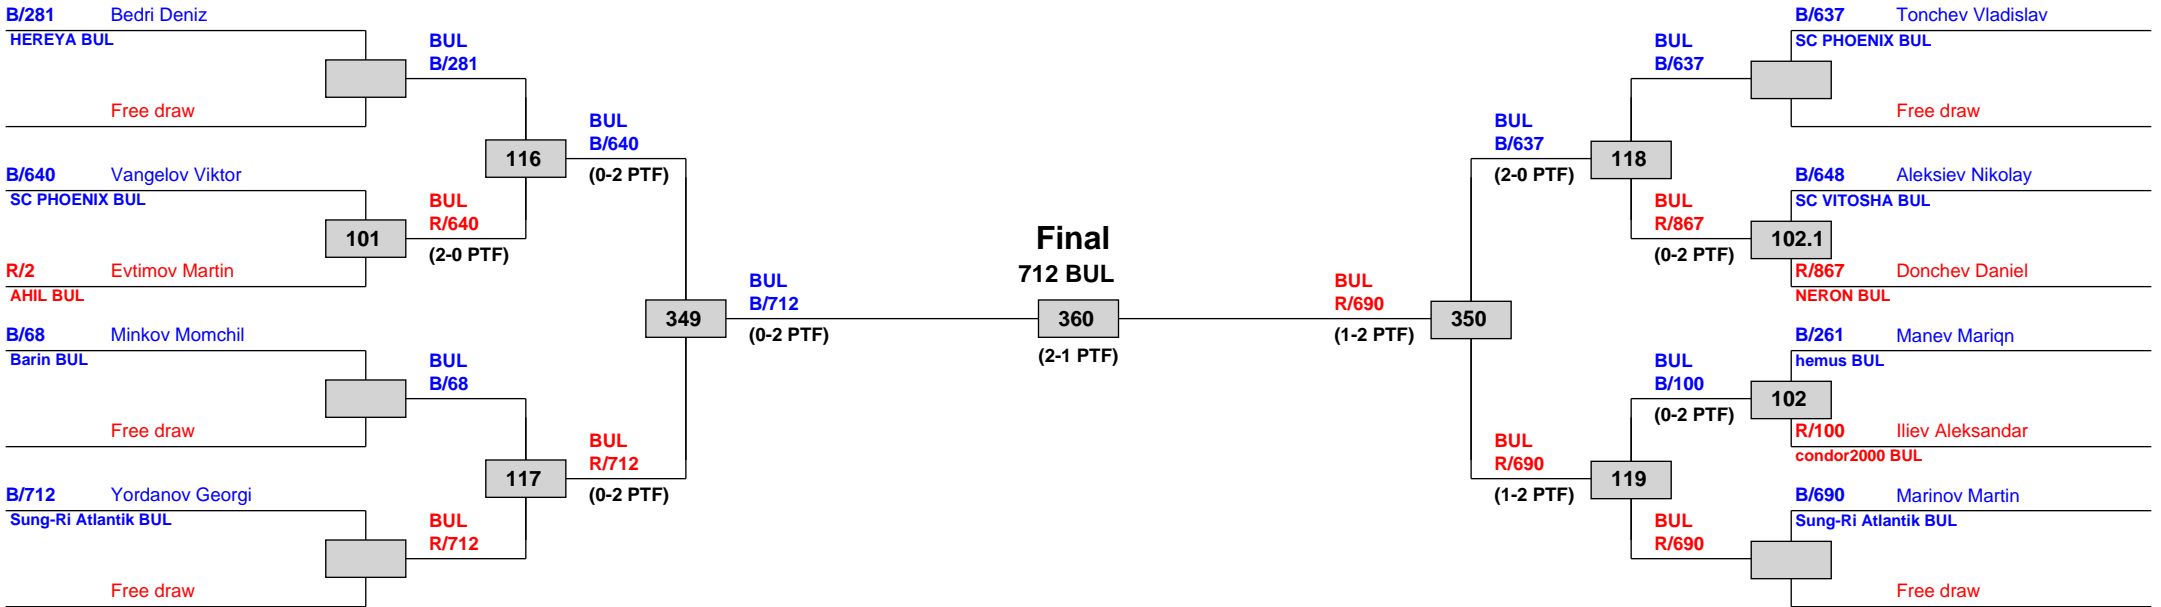 B/281 Bedri Deniz
HEREYA BUL
Free draw
B/640 Vangelov Viktor
SC PHOENIX BUL
R/2 Evtimov Martin
AHIL BUL
B/68 Minkov Momchil
Barin BUL
Free draw
B/712 Yordanov Georgi
Sung-Ri Atlantik BUL
Free draw
BUL
B/281
101
BUL
R/640
(2-0 PTF)
BUL
B/68
BUL
R/712
116
BUL
B/640
(0-2 PTF)
117
BUL
R/712
(0-2 PTF)
349
BUL
B/712
(0-2 PTF)
Final
712 BUL
360
(2-1 PTF)
BUL
R/690
(1-2 PTF)
350
BUL
B/637
(2-0 PTF)
118
BUL
R/690
(1-2 PTF)
119
BUL
B/637
BUL
R/867
(0-2 PTF)
102.1
BUL
B/100
(0-2 PTF)
102
BUL
R/690
B/637 Tonchev Vladislav
SC PHOENIX BUL
Free draw
B/648 Aleksiev Nikolay
SC VITOSHA BUL
R/867 Donchev Daniel
NERON BUL
B/261 Manev Mariqn
hemus BUL
R/100 Iliev Aleksandar
condor2000 BUL
B/690 Marinov Martin
Sung-Ri Atlantik BUL
Free draw